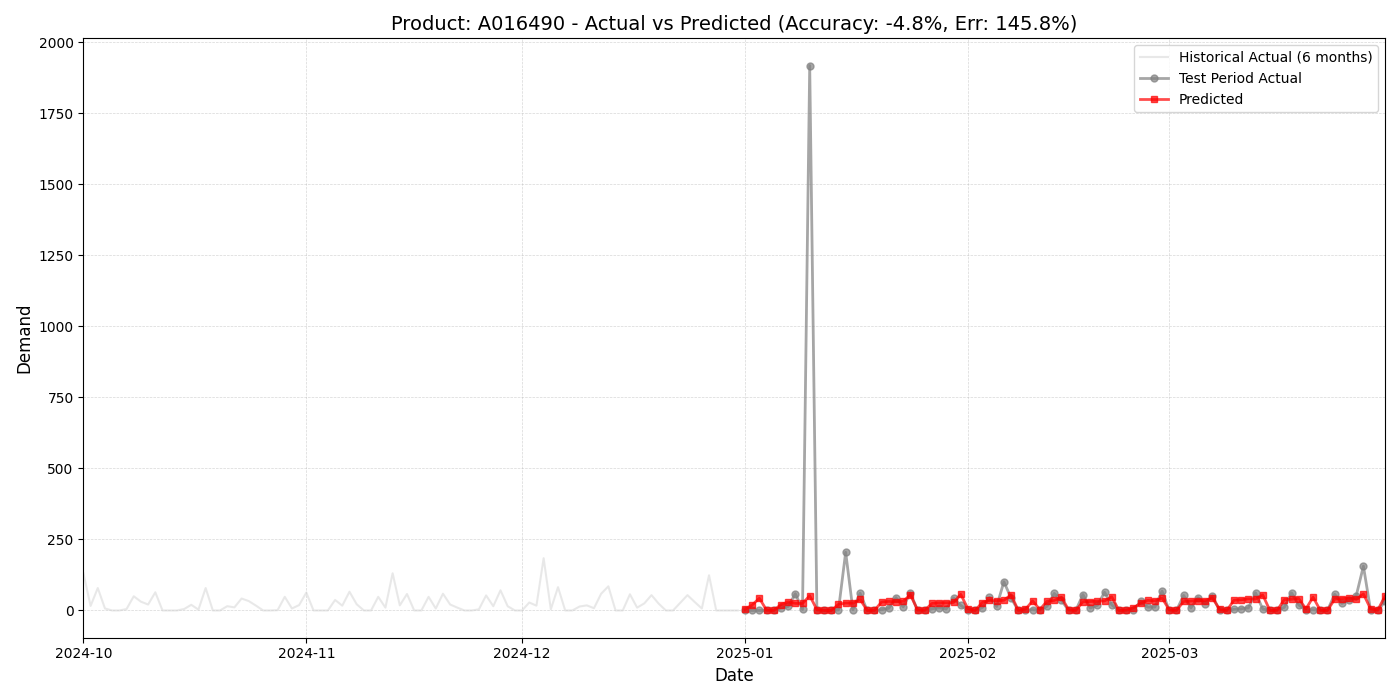 Product: A016490 - Actual vs Predicted (Accuracy: -4.8%, Err: 145.8%)
Historical Actual (6 months)
Test Period Actual
Predicted
2000
1750
1500
1250
1000
750
500
250
0
Demand
2024-10
2024-11
2024-12
2025-01
2025-02
2025-03
Date